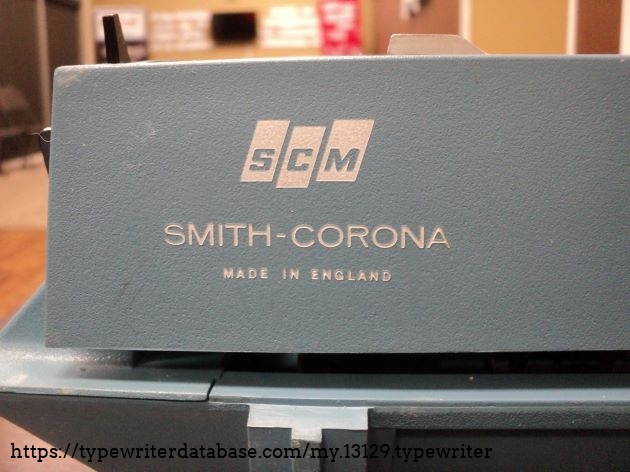 SCM
SMITH-CORONA
MADE IN ENGLAND
https://typewriterdatabase.com/my.13129.typewriter